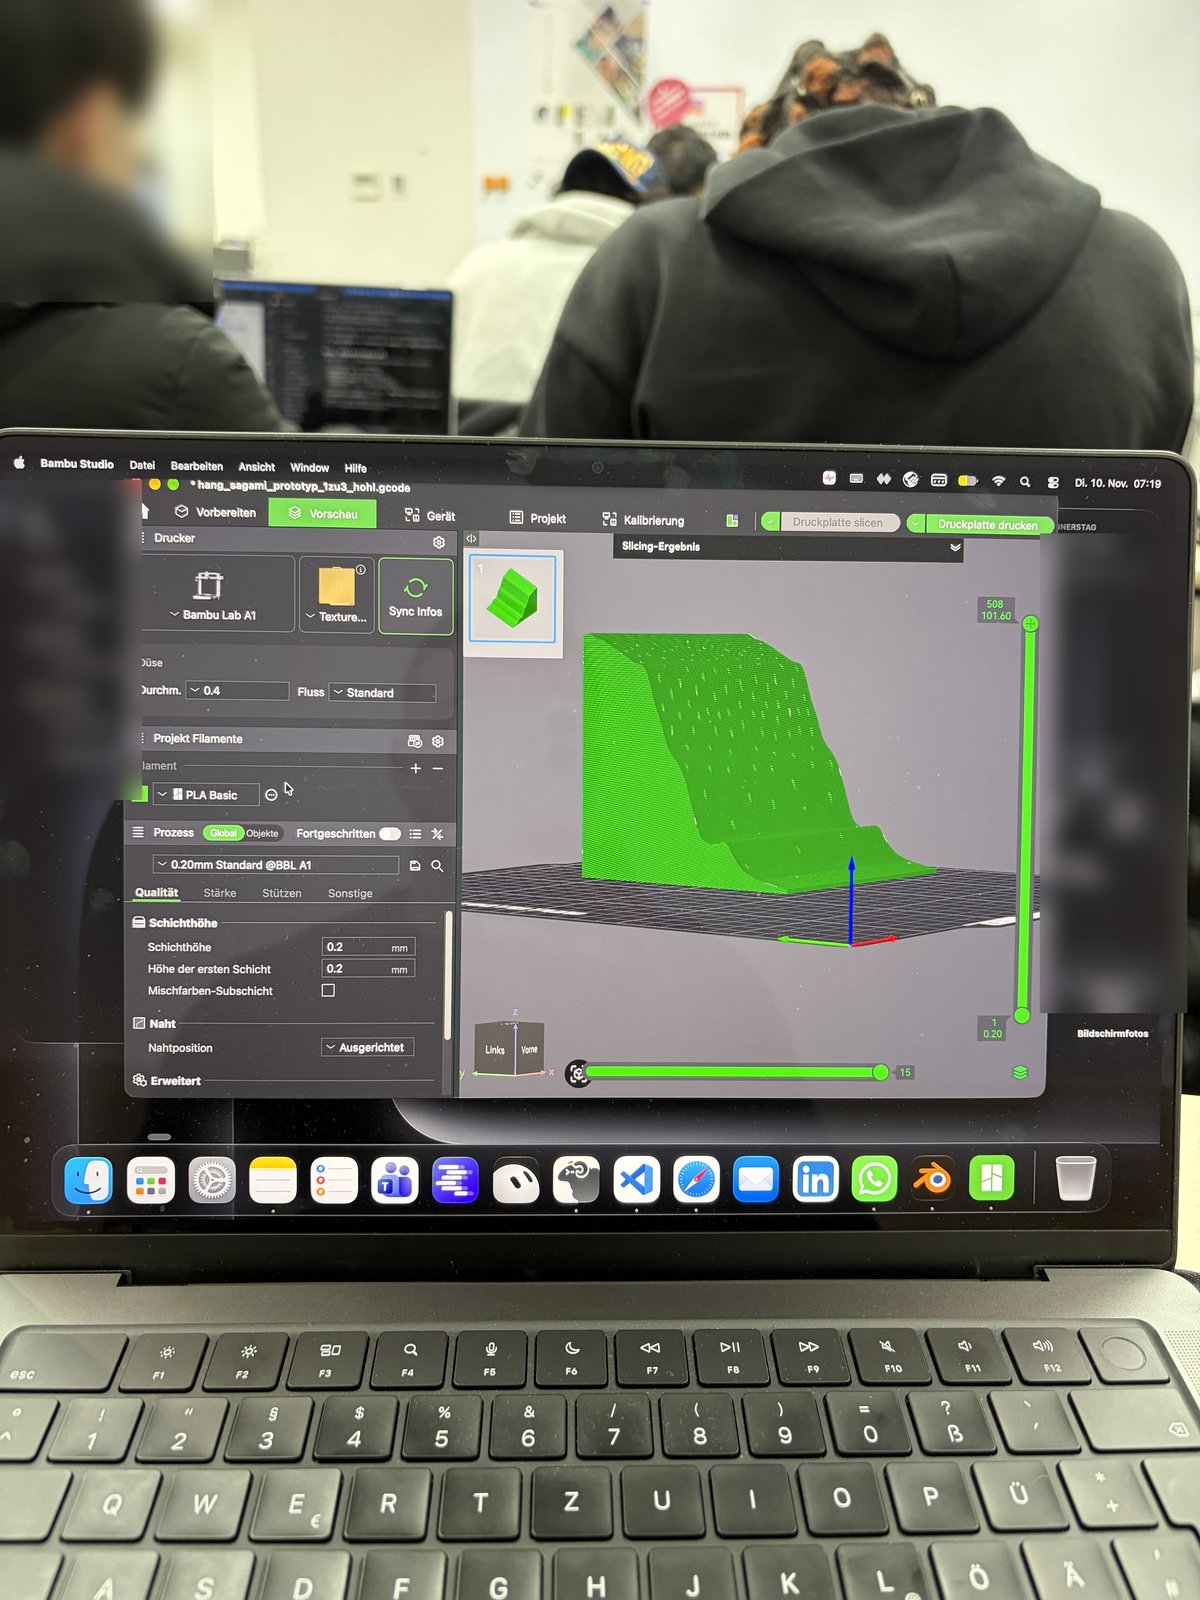 Bambu Studio Datei Bearbeiten Ansicht Window Hilfe
Di. 10. Nov. 07:19
*hang_sagami_prototyp_1zu3_hohl.gcode
Vorbereiten Vorschau Gerät Projekt Kalibrierung Druckplatte slicen Druckplatte drucken
NERSTAG
Drucker
Slicing-Ergebnis
1
Bambu Lab A1
Texture...
Sync Infos
508
101.60
Düse
Durchm. 0.4 Fluss Standard
Projekt Filamente
ilament
PLA Basic
Prozess Global Objekte Fortgeschritten
0.20mm Standard @BBL A1
Qualität Stärke Stützen Sonstige
Schichthöhe
Schichthöhe 0.2 mm
Höhe der ersten Schicht 0.2 mm
Mischfarben-Subschicht
Naht
Nahtposition Ausgerichtet
Erweitert
1
0.20
Bildschirmfotos
z
Links Vorne
y x
15
esc F1 F2 F3 F4 F5 F6 F7 F8 F9 F10 F11 F12
° ! " § $ % & / ( ) = ? `
^ 1 2 3 4 5 6 7 8 9 0 ß ´
Q W E € R T Z U I O P Ü * +
A S D F G H J K L Ö Ä ' #